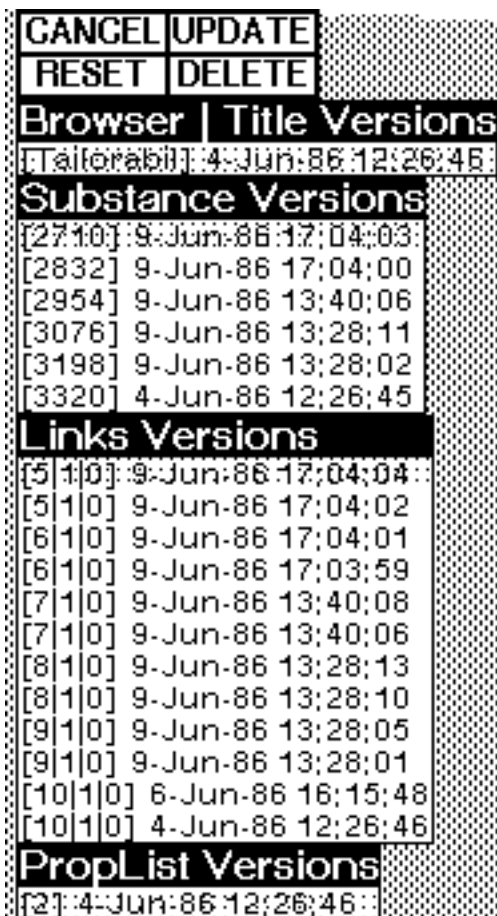 CANCEL UPDATE
RESET DELETE
Browser | Title Versions
[Tailorabil] 4-Jun-86 12:26:46
Substance Versions
[2710] 9-Jun-86 17:04:03
[2832] 9-Jun-86 17:04:00
[2954] 9-Jun-86 13:40:06
[3076] 9-Jun-86 13:28:11
[3198] 9-Jun-86 13:28:02
[3320] 4-Jun-86 12:26:45
Links Versions
[5|1|0] 9-Jun-86 17:04:04
[5|1|0] 9-Jun-86 17:04:02
[6|1|0] 9-Jun-86 17:04:01
[6|1|0] 9-Jun-86 17:03:59
[7|1|0] 9-Jun-86 13:40:08
[7|1|0] 9-Jun-86 13:40:06
[8|1|0] 9-Jun-86 13:28:13
[8|1|0] 9-Jun-86 13:28:10
[9|1|0] 9-Jun-86 13:28:05
[9|1|0] 9-Jun-86 13:28:01
[10|1|0] 6-Jun-86 16:15:48
[10|1|0] 4-Jun-86 12:26:46
PropList Versions
[2] 4-Jun-86 12:26:46